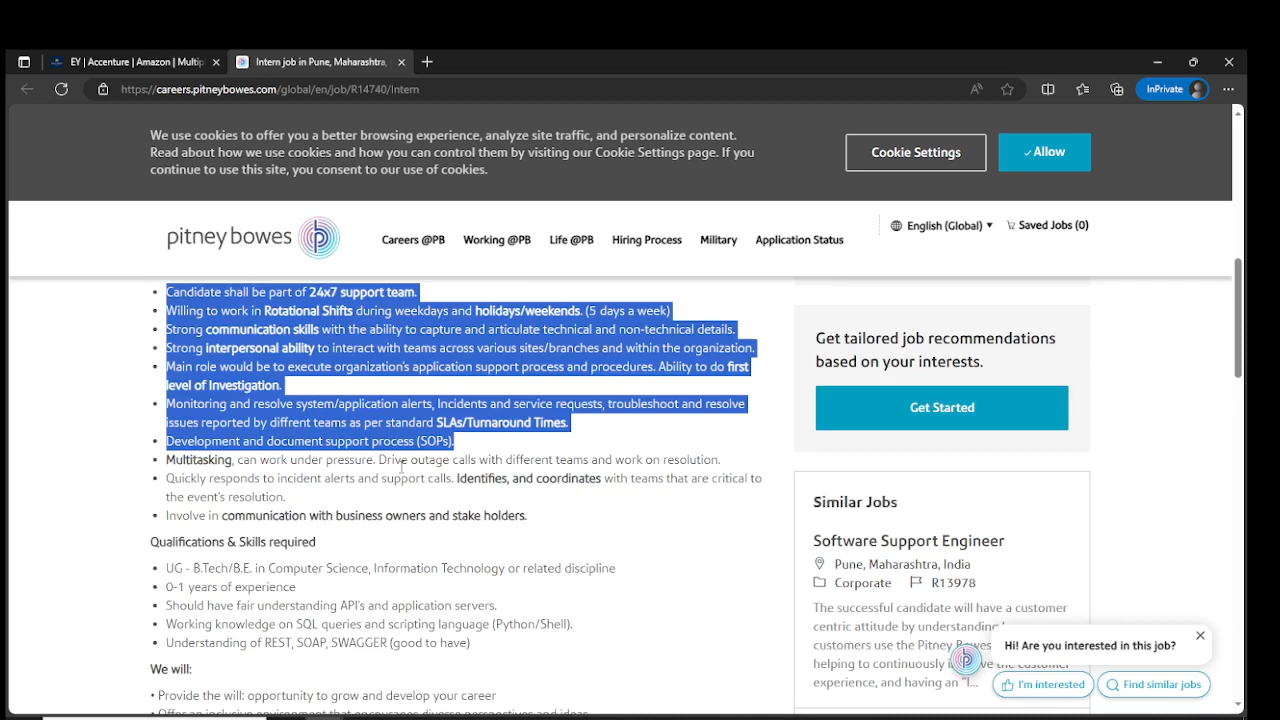 EY | Accenture | Amazon | Multip
Intern job in Pune, Maharashtra,
https://careers.pitneybowes.com/global/en/job/R14740/Intern
InPrivate
We use cookies to offer you a better browsing experience, analyze site traffic, and personalize content.
Read about how we use cookies and how you can control them by visiting our Cookie Settings page. If you
continue to use this site, you consent to our use of cookies.
Cookie Settings
Allow
pitney bowes
Careers @PB
Working @PB
Life @PB
Hiring Process
Military
Application Status
English (Global)
Saved Jobs (0)
• Candidate shall be part of 24x7 support team.
• Willing to work in Rotational Shifts during weekdays and holidays/weekends. (5 days a week)
• Strong communication skills with the ability to capture and articulate technical and non-technical details.
• Strong interpersonal ability to interact with teams across various sites/branches and within the organization.
• Main role would be to execute organization's application support process and procedures. Ability to do first
level of Investigation.
• Monitoring and resolve system/application alerts, Incidents and service requests, troubleshoot and resolve
issues reported by diffrent teams as per standard SLAs/Turnaround Times.
• Development and document support process (SOPs).
• Multitasking, can work under pressure. Drive outage calls with different teams and work on resolution.
• Quickly responds to incident alerts and support calls. Identifies, and coordinates with teams that are critical to
the event's resolution.
• Involve in communication with business owners and stake holders.
Qualifications & Skills required
• UG - B.Tech/B.E. in Computer Science, Information Technology or related discipline
• 0-1 years of experience
• Should have fair understanding API's and application servers.
• Working knowledge on SQL queries and scripting language (Python/Shell).
• Understanding of REST, SOAP, SWAGGER (good to have)
We will:
• Provide the will: opportunity to grow and develop your career
• Offer an inclusive environment that encourages diverse perspectives and ideas
Get tailored job recommendations
based on your interests.
Get Started
Similar Jobs
Software Support Engineer
Pune, Maharashtra, India
Corporate R13978
The successful candidate will have a customer
centric attitude by understanding
customers use the Pitney Bowes
helping to continuously the customer
experience, and having an "I...
Hi! Are you interested in this job?
I'm interested
Find similar jobs